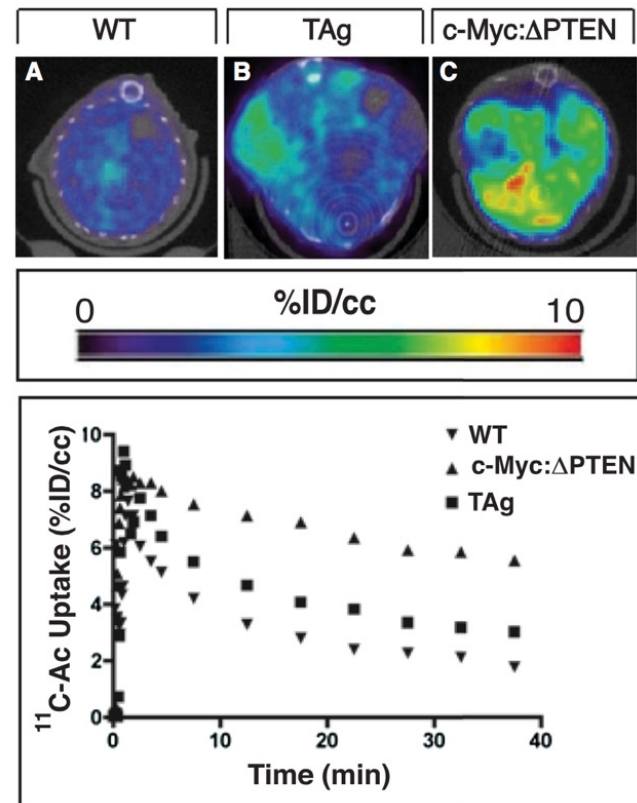 WT
TAg
c-Myc:ΔPTEN
A
B
C
0
%ID/cc
10
10
8
6
4
2
0
¹¹C-Ac Uptake (%ID/cc)
WT
c-Myc:ΔPTEN
TAg
0
10
20
30
40
Time (min)